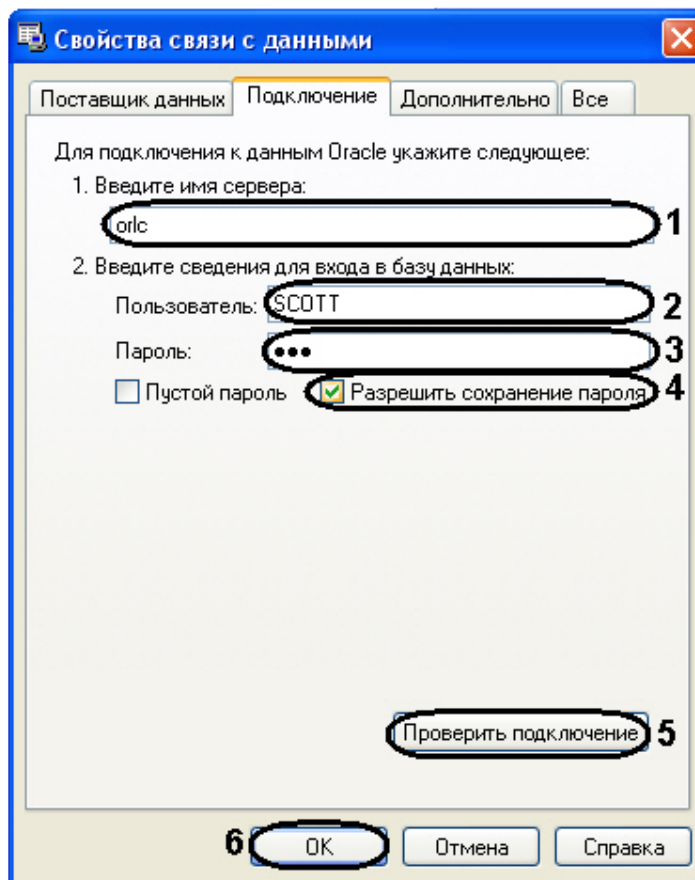 Свойства связи с данными
Поставщик данных Подключение Дополнительно Все
Для подключения к данным Oracle укажите следующее:
1. Введите имя сервера:
orlc 1
2. Введите сведения для входа в базу данных:
Пользователь: SCOTT 2
Пароль: ●●● 3
Пустой пароль Разрешить сохранение пароля 4
Проверить подключение 5
6 ОК Отмена Справка